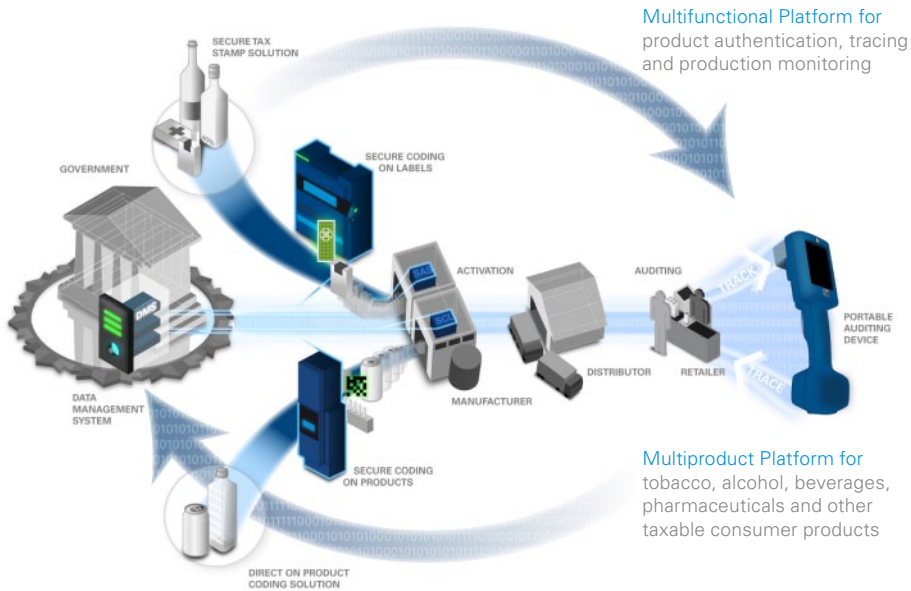 Multifunctional Platform for
product authentication, tracing
and production monitoring
SECURE TAX
STAMP SOLUTION
SECURE CODING
ON LABELS
GOVERNMENT
DMS
DATA
MANAGEMENT
SYSTEM
SAS
ACTIVATION
SCL
MANUFACTURER
DISTRIBUTOR
AUDITING
RETAILER
TRACK
TRACE
PORTABLE
AUDITING
DEVICE
SECURE CODING
ON PRODUCTS
DIRECT ON PRODUCT
CODING SOLUTION
Multiproduct Platform for
tobacco, alcohol, beverages,
pharmaceuticals and other
taxable consumer products